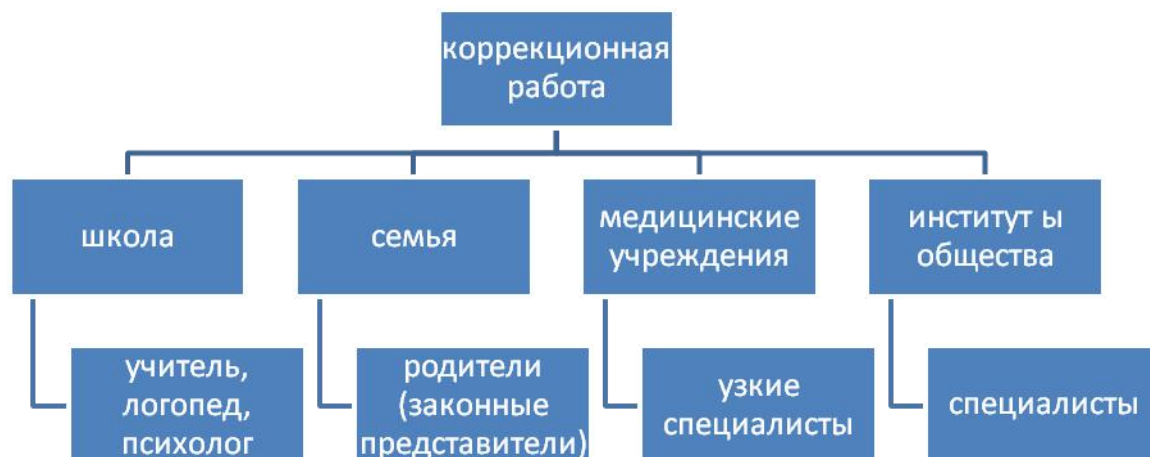 коррекционная
работа
школа
семья
медицинские
учреждения
институт ы
общества
учитель,
логопед,
психолог
родители
(законные
представители)
узкие
специалисты
специалисты